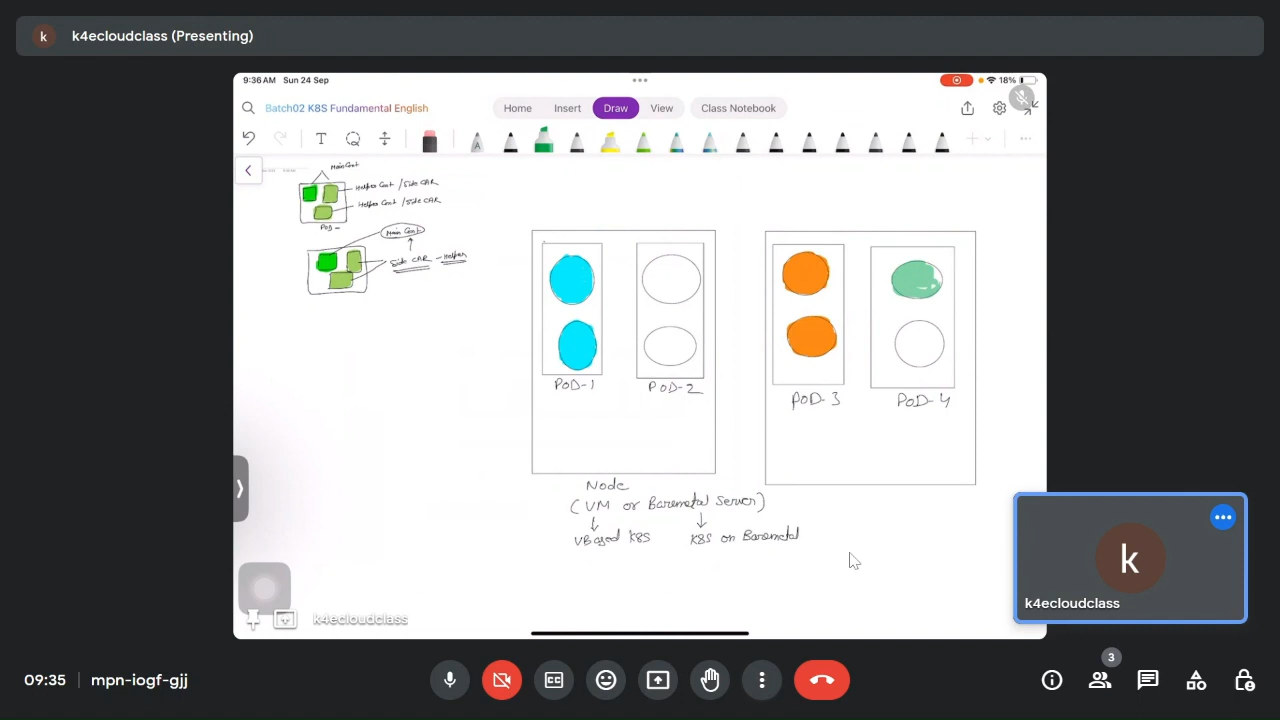 k
k4ecloudclass (Presenting)
9:36 AM Sun 24 Sep
18%
Batch02 K8S Fundamental English
Home Insert Draw View Class Notebook
T
A
Main Cont
Helper Cont / Side CAR
Helper Cont / Side CAR
POD-
Main Cont
Side CAR - Helper
POD-1
POD-2
POD-3
POD-4
Node
(VM or Baremetal Server)
VBased K8S
K8S on Baremetal
k4ecloudclass
k
k4ecloudclass
3
09:35 mpn-iogf-gjj